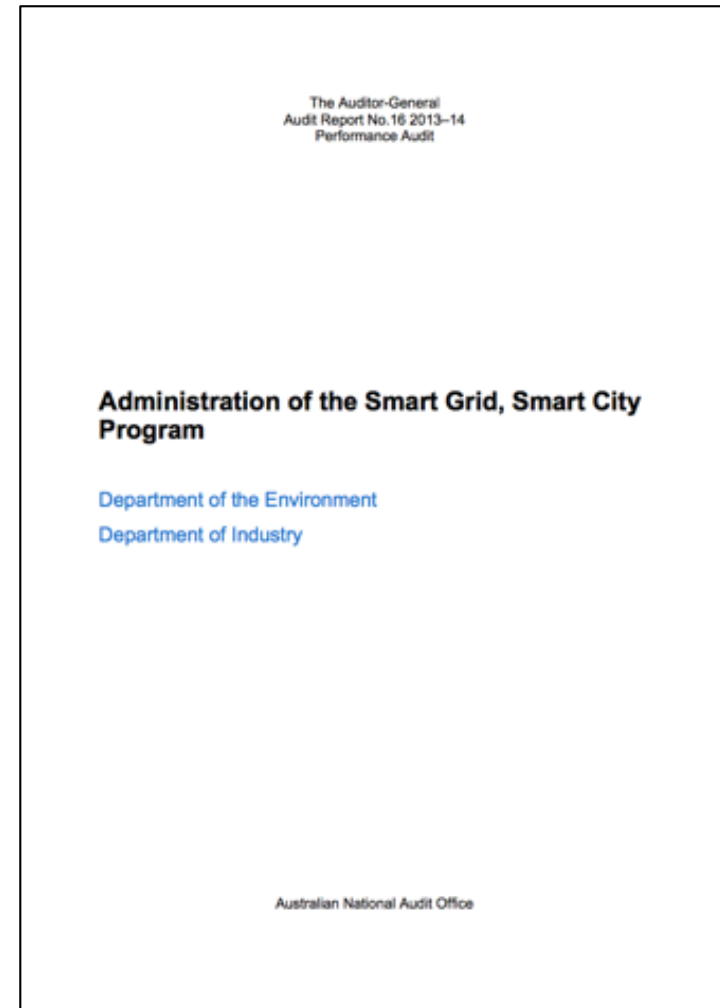 The Auditor-General
Audit Report No.16 2013–14
Performance Audit
Administration of the Smart Grid, Smart City
Program
Department of the Environment
Department of Industry
Australian National Audit Office